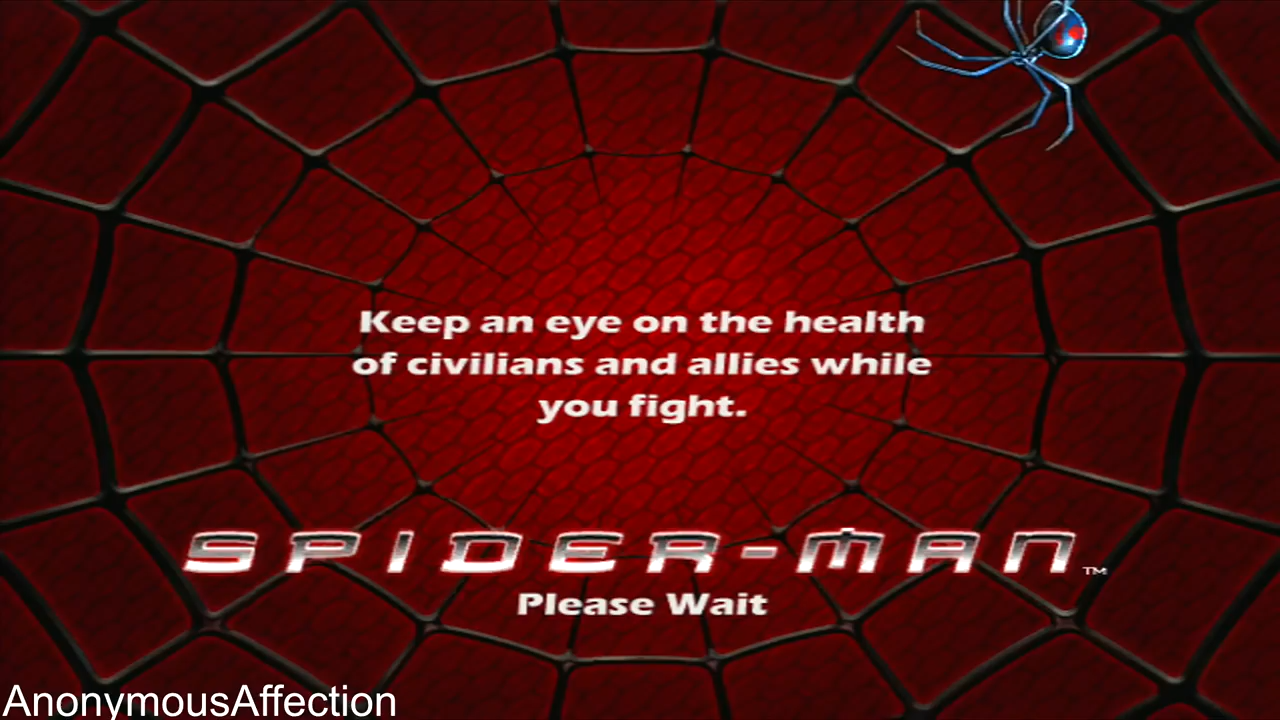 Keep an eye on the health
of civilians and allies while
you fight.
SPIDER-MAN™
Please Wait
AnonymousAffection